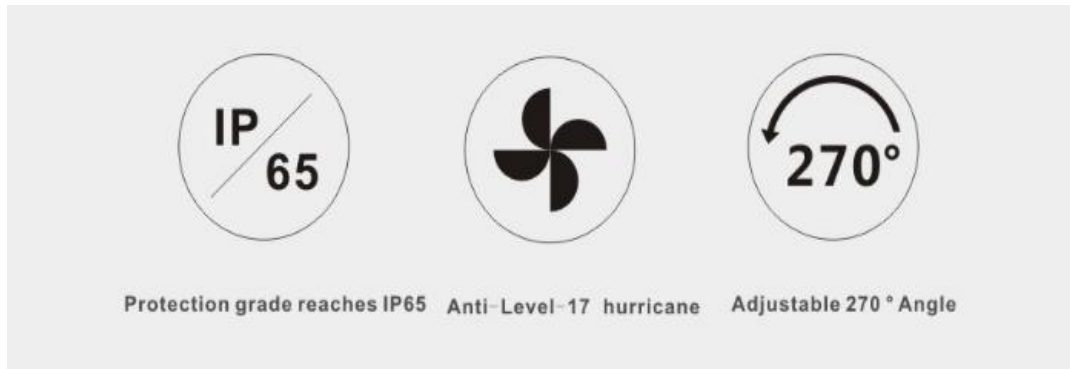 IP
65
270°
Protection grade reaches IP65
Anti-Level-17 hurricane
Adjustable 270 ° Angle